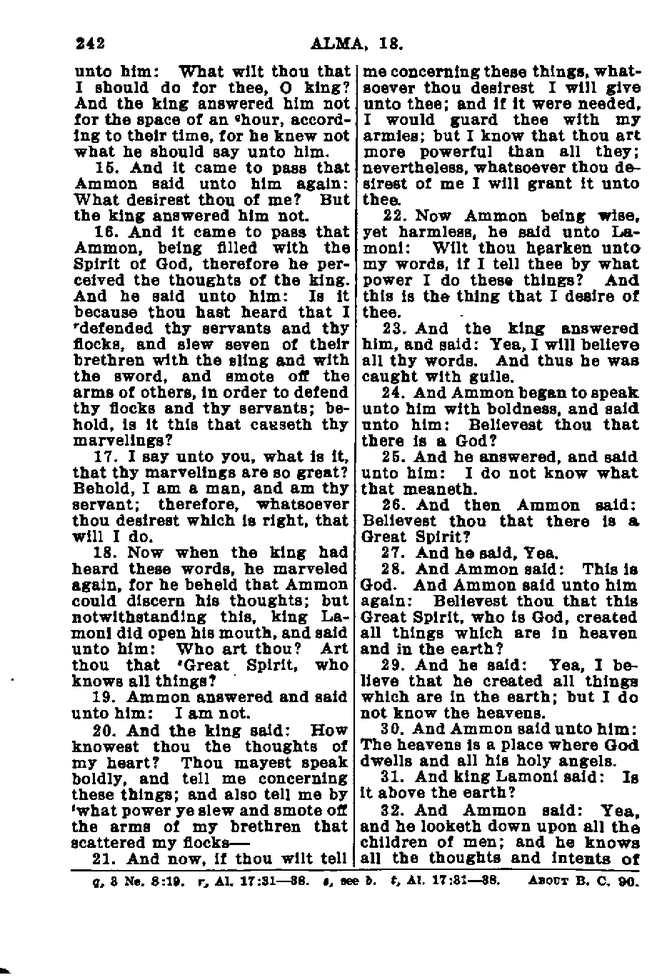 242
ALMA, 18.
unto him: What wilt thou that
I should do for thee, O king?
And the king answered him not
for the space of an qhour, accord-
ing to their time, for he knew not
what he should say unto him.
15. And it came to pass that
Ammon said unto him again:
What desirest thou of me? But
the king answered him not.
16. And it came to pass that
Ammon, being filled with the
Spirit of God, therefore he per-
ceived the thoughts of the king.
And he said unto him: Is it
because thou hast heard that I
rdefended thy servants and thy
flocks, and slew seven of their
brethren with the sling and with
the sword, and smote off the
arms of others, in order to defend
thy flocks and thy servants; be-
hold, is it this that causeth thy
marvelings?
17. I say unto you, what is it,
that thy marvelings are so great?
Behold, I am a man, and am thy
servant; therefore, whatsoever
thou desirest which is right, that
will I do.
18. Now when the king had
heard these words, he marveled
again, for he beheld that Ammon
could discern his thoughts; but
notwithstanding this, king La-
moni did open his mouth, and said
unto him: Who art thou? Art
thou that sGreat Spirit, who
knows all things?
19. Ammon answered and said
unto him: I am not.
20. And the king said: How
knowest thou the thoughts of
my heart? Thou mayest speak
boldly, and tell me concerning
these things; and also tell me by
twhat power ye slew and smote off
the arms of my brethren that
scattered my flocks—
21. And now, if thou wilt tell
me concerning these things, what-
soever thou desirest I will give
unto thee; and if it were needed,
I would guard thee with my
armies; but I know that thou art
more powerful than all they;
nevertheless, whatsoever thou de-
sirest of me I will grant it unto
thee.
22. Now Ammon being wise,
yet harmless, he said unto La-
moni: Wilt thou hearken unto
my words, if I tell thee by what
power I do these things? And
this is the thing that I desire of
thee.
23. And the king answered
him, and said: Yea, I will believe
all thy words. And thus he was
caught with guile.
24. And Ammon began to speak
unto him with boldness, and said
unto him: Believest thou that
there is a God?
25. And he answered, and said
unto him: I do not know what
that meaneth.
26. And then Ammon said:
Believest thou that there is a
Great Spirit?
27. And he said, Yea.
28. And Ammon said: This is
God. And Ammon said unto him
again: Believest thou that this
Great Spirit, who is God, created
all things which are in heaven
and in the earth?
29. And he said: Yea, I be-
lieve that he created all things
which are in the earth; but I do
not know the heavens.
30. And Ammon said unto him:
The heavens is a place where God
dwells and all his holy angels.
31. And king Lamoni said: Is
it above the earth?
32. And Ammon said: Yea,
and he looketh down upon all the
children of men; and he knows
all the thoughts and intents of
q, 3 Ne. 8:19. r, Al. 17:31—38. s, see b. t, Al. 17:31—38. ABOUT B. C. 90.